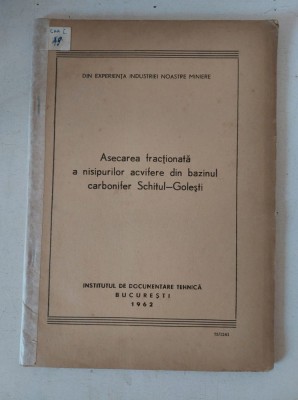 DIN EXPERIENȚA INDUSTRIEI NOASTRE MINIERE
Asecarea fracționată
a nisipurilor acvifere din bazinul
carbonifer Schitul—Golești
INSTITUTUL DE DOCUMENTARE TEHNICĂ
BUCUREȘTI
1962